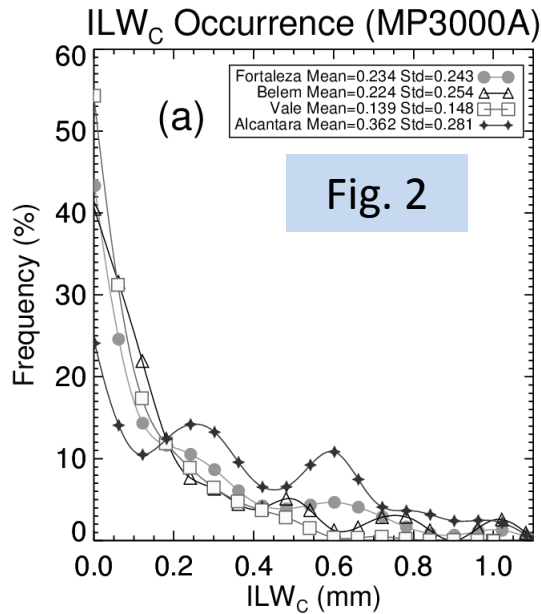 ILWC Occurrence (MP3000A)
60
50
40
30
20
10
0
Frequency (%)
Fortaleza Mean=0.234 Std=0.243
Belem Mean=0.224 Std=0.254
Vale Mean=0.139 Std=0.148
Alcantara Mean=0.362 Std=0.281
(a)
Fig. 2
0.0 0.2 0.4 0.6 0.8 1.0
ILWC (mm)